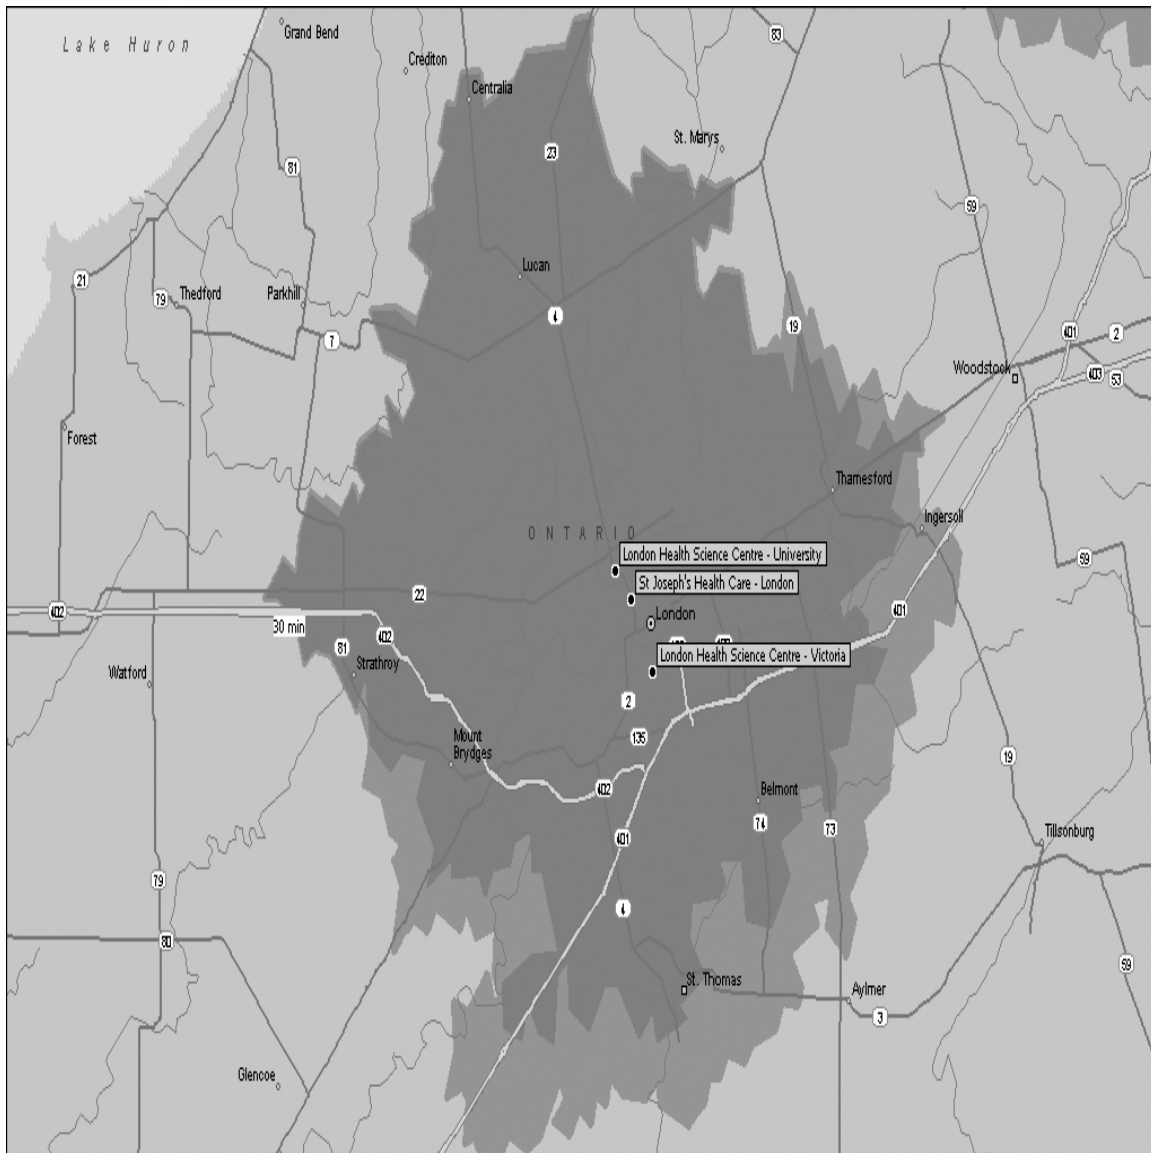 Lake Huron
Grand Bend
83
Crediton
Centralia
St. Marys
23
81
59
Lucan
21
Thedford
79
Parkhill
4
19
7
401
2
Woodstock
403
53
Forest
Thamesford
ONTARIO
Ingersoll
London Health Science Centre - University
59
St Joseph's Health Care - London
22
402
401
London
30 min
402
81
London Health Science Centre - Victoria
Watford
Strathroy
2
Mount
Brydges
135
19
402
Belmont
74
73
401
Tillsonburg
79
4
80
59
St. Thomas
Aylmer
3
Glencoe